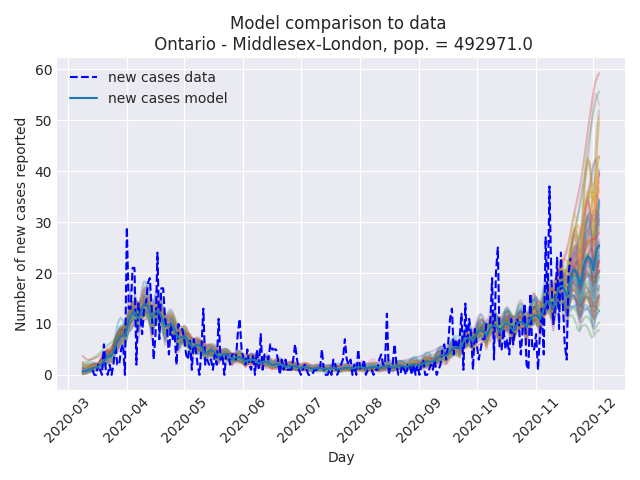 Model comparison to data
Ontario - Middlesex-London, pop. = 492971.0
new cases data
new cases model
Number of new cases reported
60
50
40
30
20
10
0
2020-03
2020-04
2020-05
2020-06
2020-07
2020-08
2020-09
2020-10
2020-11
2020-12
Day